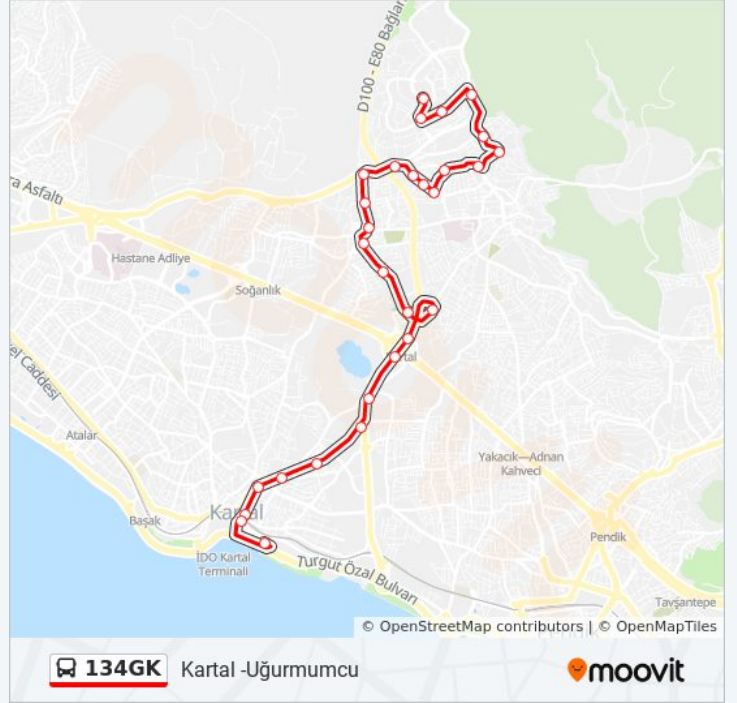 D100 - E80 Bağlan
ra Asfaltı
Hastane Adliye
Soğanlık
el Caddesi
Atalar
Yakacık—Adnan
Kahveci
Kartal
Başak
Pendik
İDO Kartal
Terminali
Turgut Özal Bulvarı
Tavşantepe
© OpenStreetMap contributors | © OpenMapTiles
134GK Kartal -Uğurmumcu moovit